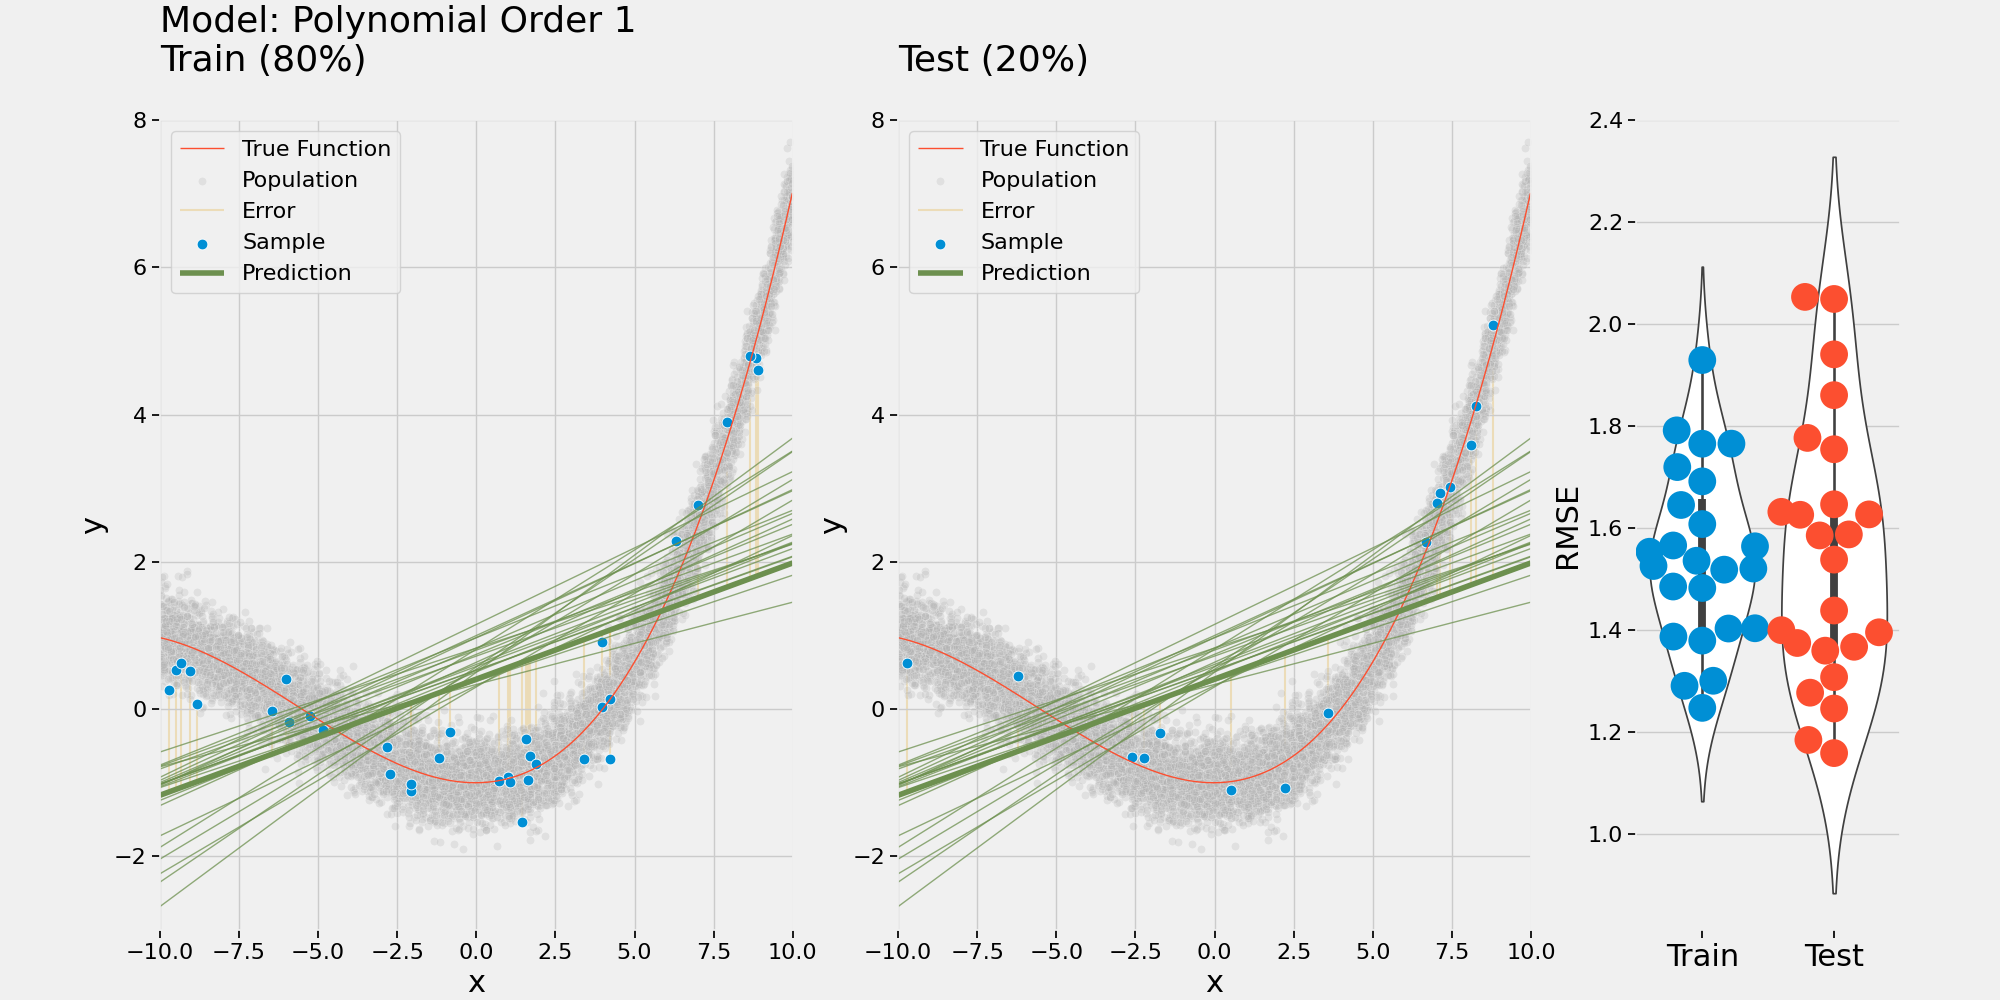 Model: Polynomial Order 1
Train (80%)
Test (20%)
8
6
4
2
0
−2
y
True Function
Population
Error
Sample
Prediction
−10.0 −7.5 −5.0 −2.5 0.0 2.5 5.0 7.5 10.0
x
8
6
4
2
0
−2
y
True Function
Population
Error
Sample
Prediction
−10.0 −7.5 −5.0 −2.5 0.0 2.5 5.0 7.5 10.0
x
2.4
2.2
2.0
1.8
1.6
1.4
1.2
1.0
RMSE
Train Test